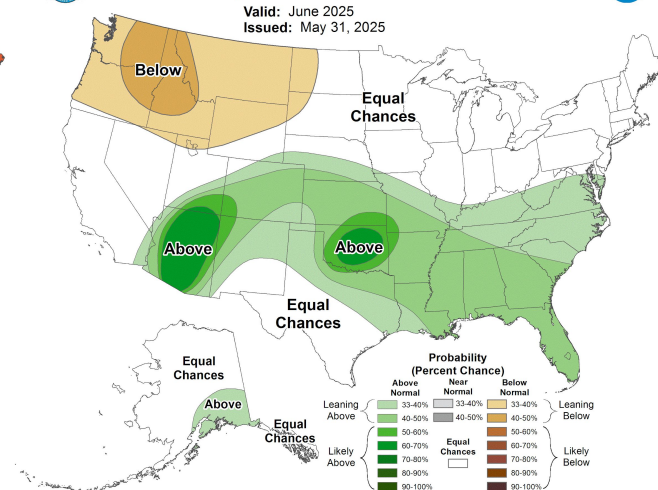 Valid: June 2025
Issued: May 31, 2025
Below
Equal
Chances
Above
Above
Equal
Chances
Equal
Chances
Above
Equal
Chances
Probability
(Percent Chance)
Above
Normal
Near
Normal
Below
Normal
Leaning
Above
33-40%
33-40%
33-40%
Leaning
Below
40-50%
40-50%
40-50%
Likely
Above
50-60%
50-60%
60-70%
Equal
Chances
60-70%
Likely
Below
70-80%
70-80%
80-90%
80-90%
90-100%
90-100%